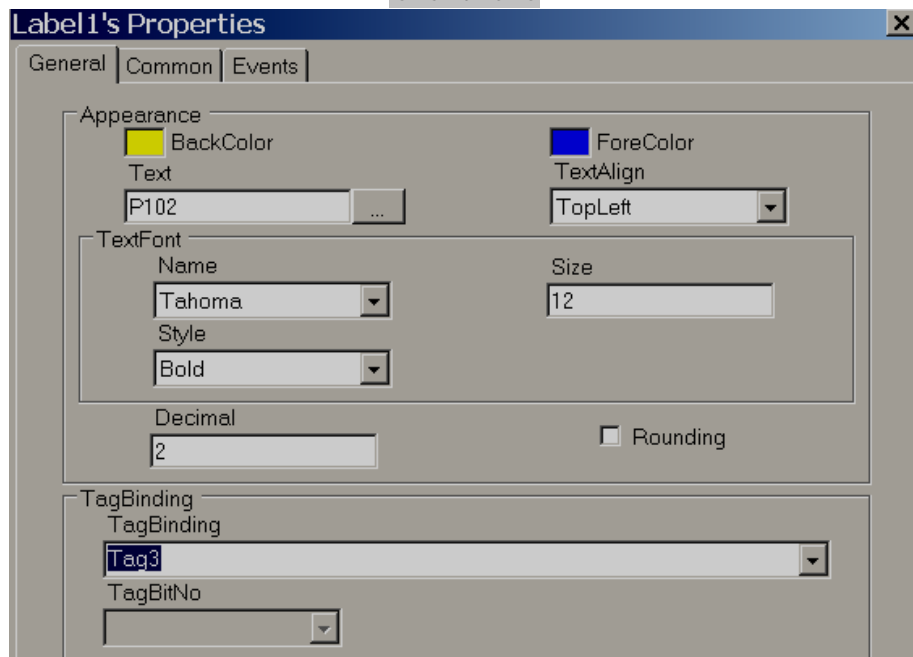 Label1's Properties
General Common Events
Appearance
BackColor ForeColor
Text TextAlign
P102 ... TopLeft
TextFont
Name Size
Tahoma 12
Style
Bold
Decimal
2 Rounding
TagBinding
TagBinding
Tag3
TagBitNo